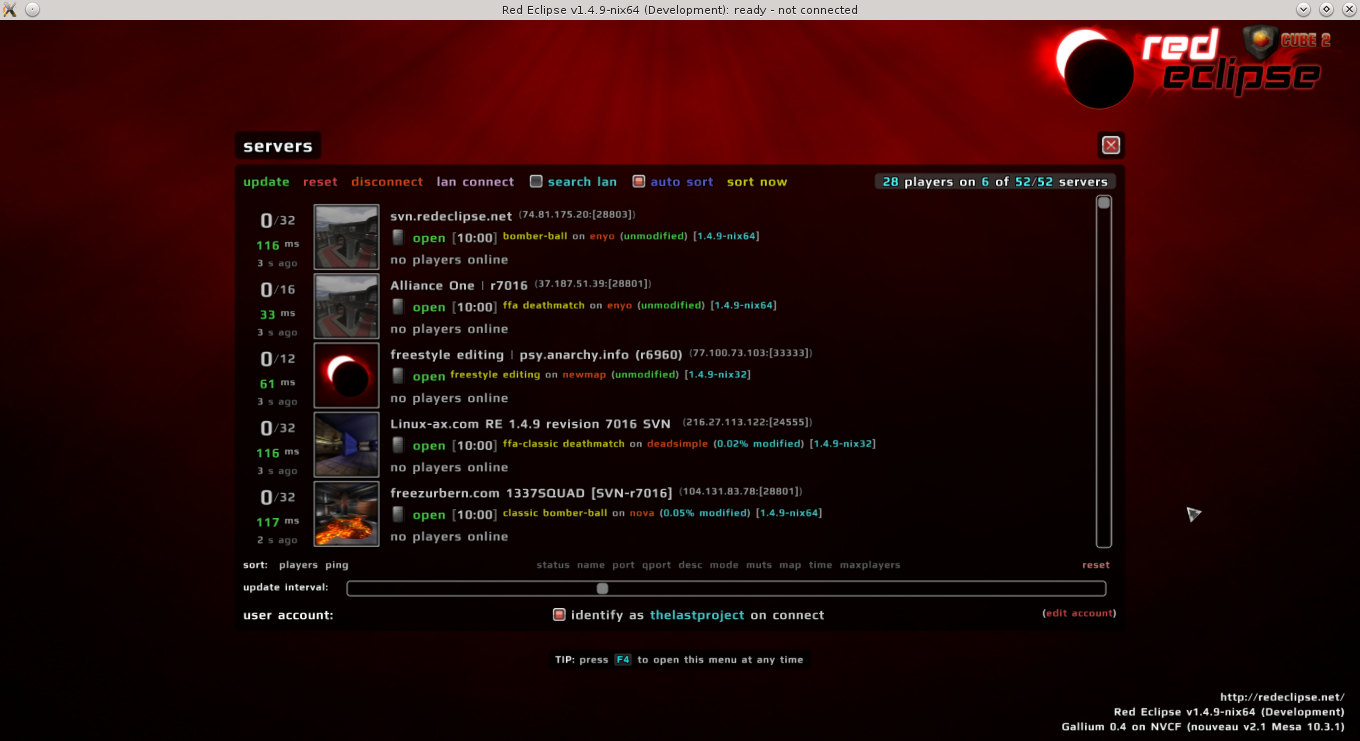 Red Eclipse v1.4.9-nix64 (Development): ready - not connected
red eclipse
CUBE 2
servers
update reset disconnect lan connect search lan auto sort sort now 28 players on 6 of 52/52 servers
0/32 svn.redeclipse.net (74.81.175.20:[28803])
116 ms open [10:00] bomber-ball on enyo (unmodified) [1.4.9-nix64]
3 s ago no players online
0/16 Alliance One | r7016 (37.187.51.39:[28801])
33 ms open [10:00] ffa deathmatch on enyo (unmodified) [1.4.9-nix64]
3 s ago no players online
0/12 freestyle editing | psy.anarchy.info (r6960) (77.100.73.103:[33333])
61 ms open freestyle editing on newmap (unmodified) [1.4.9-nix32]
3 s ago no players online
0/32 Linux-ax.com RE 1.4.9 revision 7016 SVN (216.27.113.122:[24555])
116 ms open [10:00] ffa-classic deathmatch on deadsimple (0.02% modified) [1.4.9-nix32]
3 s ago no players online
0/32 freezurbern.com 1337SQUAD [SVN-r7016] (104.131.83.78:[28801])
117 ms open [10:00] classic bomber-ball on nova (0.05% modified) [1.4.9-nix64]
2 s ago no players online
sort: players ping status name port qport desc mode muts map time maxplayers reset
update interval:
user account: identify as thelastproject on connect (edit account)
TIP: press F4 to open this menu at any time
http://redeclipse.net/
Red Eclipse v1.4.9-nix64 (Development)
Gallium 0.4 on NVCF (nouveau v2.1 Mesa 10.3.1)